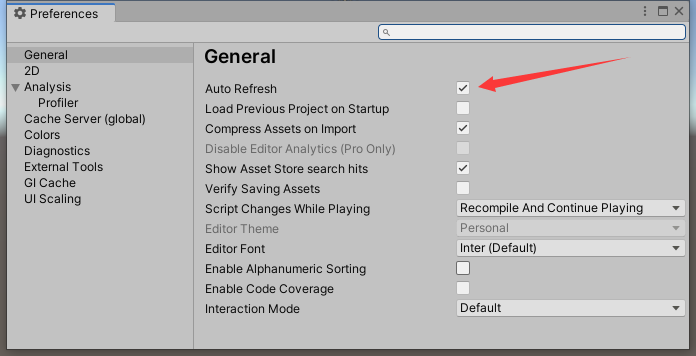 Preferences
General
2D
Analysis
Profiler
Cache Server (global)
Colors
Diagnostics
External Tools
GI Cache
UI Scaling
General
Auto Refresh
Load Previous Project on Startup
Compress Assets on Import
Disable Editor Analytics (Pro Only)
Show Asset Store search hits
Verify Saving Assets
Script Changes While Playing Recompile And Continue Playing
Editor Theme Personal
Editor Font Inter (Default)
Enable Alphanumeric Sorting
Enable Code Coverage
Interaction Mode Default